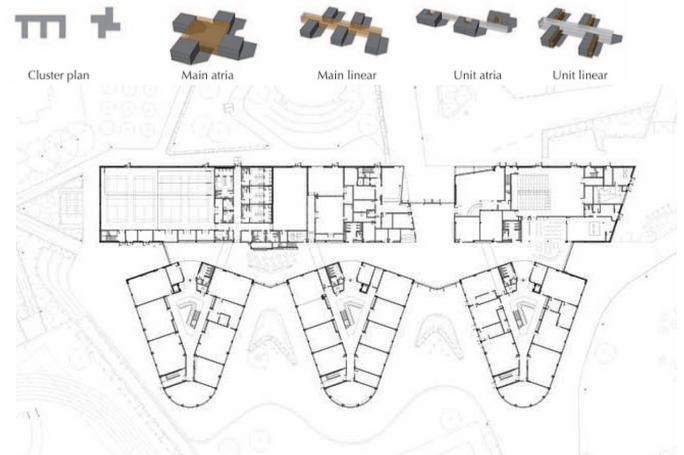 Cluster plan
Main atria
Main linear
Unit atria
Unit linear